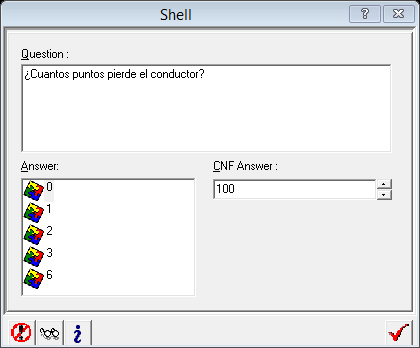 Shell
Question :
¿Cuantos puntos pierde el conductor?
Answer:
CNF Answer :
0
100
1
2
3
6